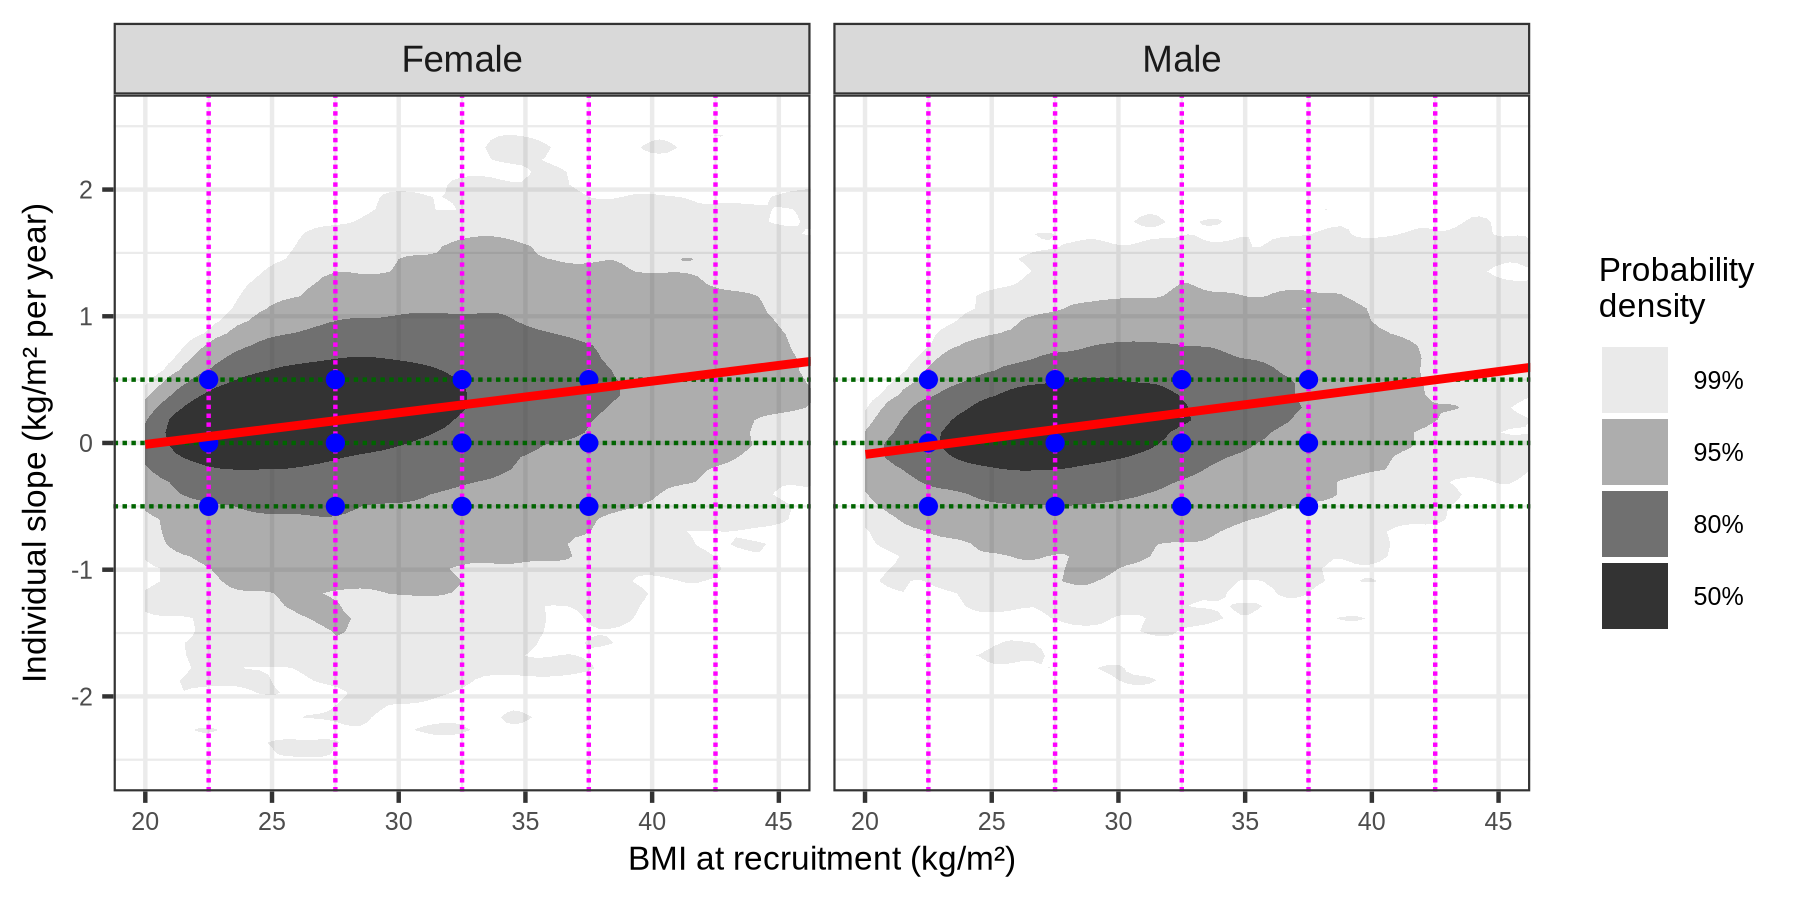 Female
Male
Individual slope (kg/m² per year)
2
1
0
-1
-2
20 25 30 35 40 45
20 25 30 35 40 45
BMI at recruitment (kg/m²)
Probability
density
99%
95%
80%
50%